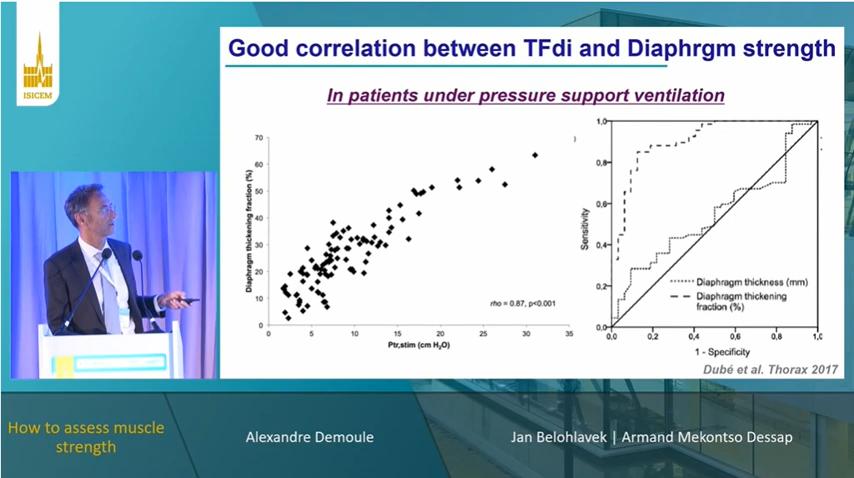 ISICEM
Good correlation between TFdi and Diaphrgm strength
In patients under pressure support ventilation
Diaphragm thickening fraction (%)
70
60
50
40
30
20
10
0
0
5
10
15
20
25
30
35
rho = 0.87, p<0.001
Ptr,stim (cm H2O)
)
Sensitivity
1,0
0,8
0,6
0,4
0,2
0,0
0,0
0,2
0,4
0,6
0,8
1,0
Diaphragm thickness (mm)
Diaphragm thickening
fraction (%)
1 - Specificity
Dubé et al. Thorax 2017
How to assess muscle
strength
Alexandre Demoule
Jan Belohlavek | Armand Mekontso Dessap